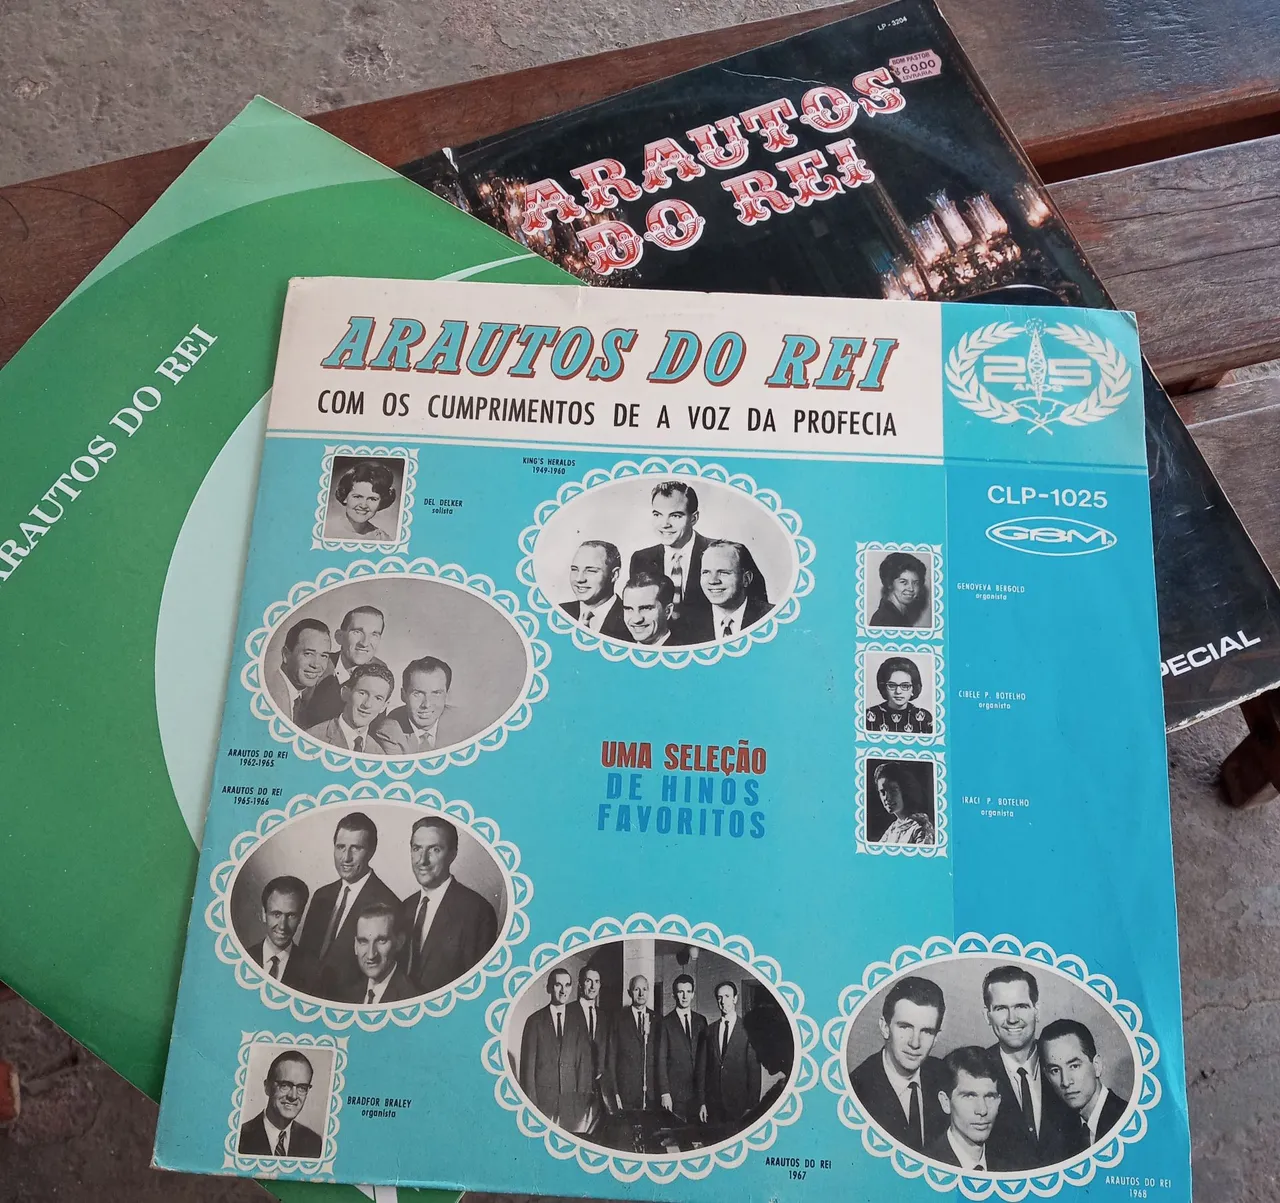 LP - 3204
BOM PASTOR
$60.00
LIVRARIA
ARAUTOS
DO REI
PECIAL
RAUTOS DO REI
ARAUTOS DO REI
COM OS CUMPRIMENTOS DE A VOZ DA PROFECIA
25
ANOS
CLP-1025
GBM
DEL DELKER
solista
KING'S HERALDS
1949-1960
GENOVEVA BERGOLD
organista
CIBELE P. BOTELHO
organista
IRACI P. BOTELHO
organista
ARAUTOS DO REI
1962-1965
ARAUTOS DO REI
1965-1966
UMA SELEÇÃO
DE HINOS
FAVORITOS
BRADFOR BRALEY
organista
ARAUTOS DO REI
1967
ARAUTOS DO REI
1968